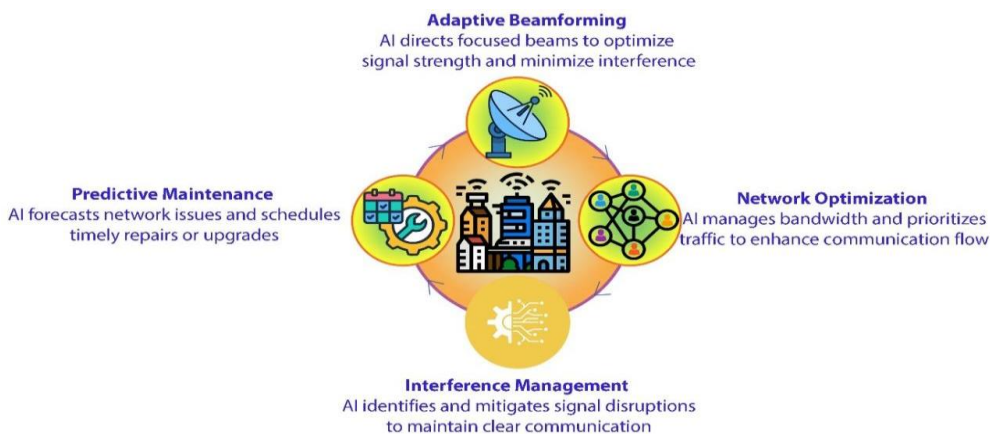 Adaptive Beamforming
AI directs focused beams to optimize
signal strength and minimize interference
Predictive Maintenance
AI forecasts network issues and schedules
timely repairs or upgrades
Network Optimization
AI manages bandwidth and prioritizes
traffic to enhance communication flow
Interference Management
AI identifies and mitigates signal disruptions
to maintain clear communication